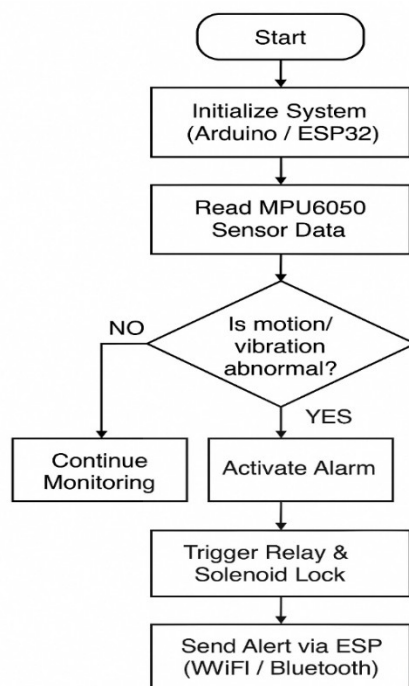 Start
Initialize System
(Arduino / ESP32)
Read MPU6050
Sensor Data
Is motion/
vibration
abnormal?
NO
YES
Continue
Monitoring
Activate Alarm
Trigger Relay &
Solenoid Lock
Send Alert via ESP
(WWiFI / Bluetooth)